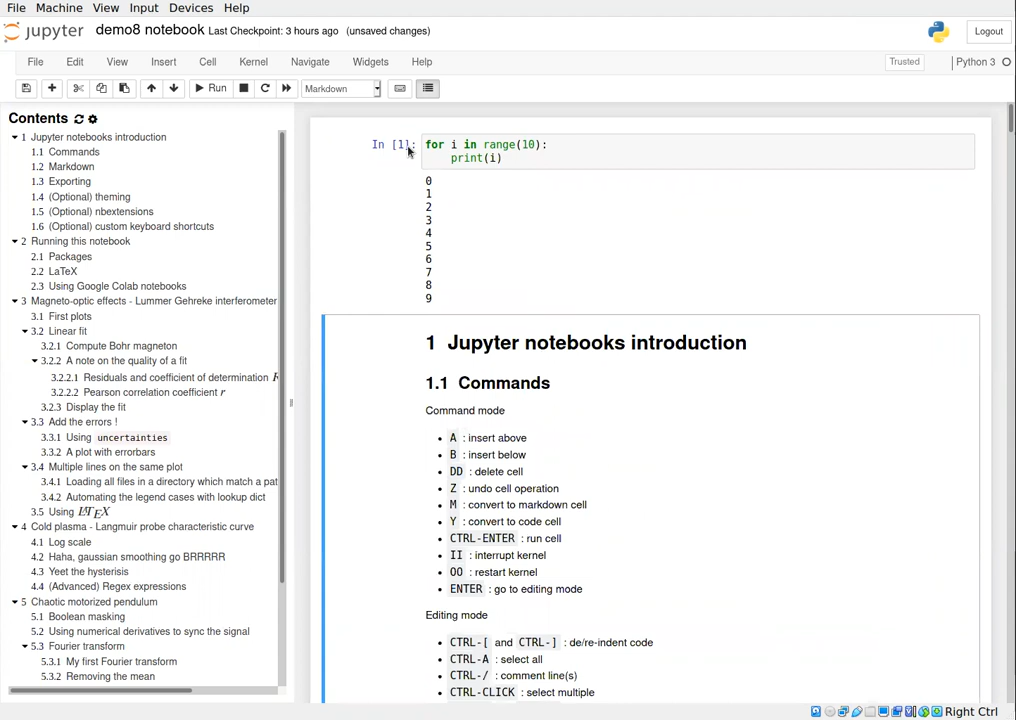 File Machine View Input Devices Help
jupyter demo8 notebook Last Checkpoint: 3 hours ago (unsaved changes) Logout
File Edit View Insert Cell Kernel Navigate Widgets Help Trusted Python 3
Run Markdown
Contents
1 Jupyter notebooks introduction
1.1 Commands
1.2 Markdown
1.3 Exporting
1.4 (Optional) theming
1.5 (Optional) nbextensions
1.6 (Optional) custom keyboard shortcuts
2 Running this notebook
2.1 Packages
2.2 LaTeX
2.3 Using Google Colab notebooks
3 Magneto-optic effects - Lummer Gehreke interferometer
3.1 First plots
3.2 Linear fit
3.2.1 Compute Bohr magneton
3.2.2 A note on the quality of a fit
3.2.2.1 Residuals and coefficient of determination R
3.2.2.2 Pearson correlation coefficient r
3.2.3 Display the fit
3.3 Add the errors !
3.3.1 Using uncertainties
3.3.2 A plot with errorbars
3.4 Multiple lines on the same plot
3.4.1 Loading all files in a directory which match a pat
3.4.2 Automating the legend cases with lookup dict
3.5 Using LATEX
4 Cold plasma - Langmuir probe characteristic curve
4.1 Log scale
4.2 Haha, gaussian smoothing go BRRRRR
4.3 Yeet the hysterisis
4.4 (Advanced) Regex expressions
5 Chaotic motorized pendulum
5.1 Boolean masking
5.2 Using numerical derivatives to sync the signal
5.3 Fourier transform
5.3.1 My first Fourier transform
5.3.2 Removing the mean
In [1]: for i in range(10):
print(i)
0
1
2
3
4
5
6
7
8
9
1 Jupyter notebooks introduction
1.1 Commands
Command mode
• A : insert above
• B : insert below
• DD : delete cell
• Z : undo cell operation
• M : convert to markdown cell
• Y : convert to code cell
• CTRL-ENTER : run cell
• II : interrupt kernel
• OO : restart kernel
• ENTER : go to editing mode
Editing mode
• CTRL-[ and CTRL-] : de/re-indent code
• CTRL-A : select all
• CTRL-/ : comment line(s)
• CTRL-CLICK : select multiple
Right Ctrl